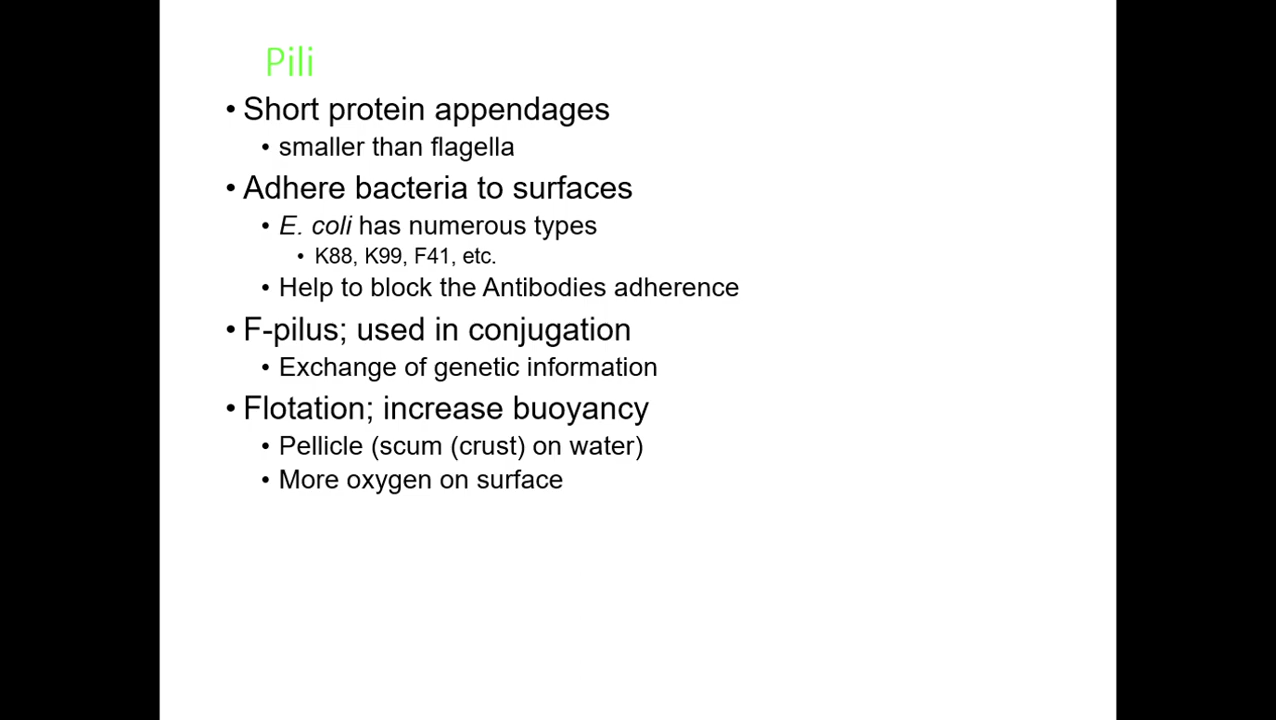 Pili
• Short protein appendages
• smaller than flagella
• Adhere bacteria to surfaces
• E. coli has numerous types
• K88, K99, F41, etc.
• Help to block the Antibodies adherence
• F-pilus; used in conjugation
• Exchange of genetic information
• Flotation; increase buoyancy
• Pellicle (scum (crust) on water)
• More oxygen on surface